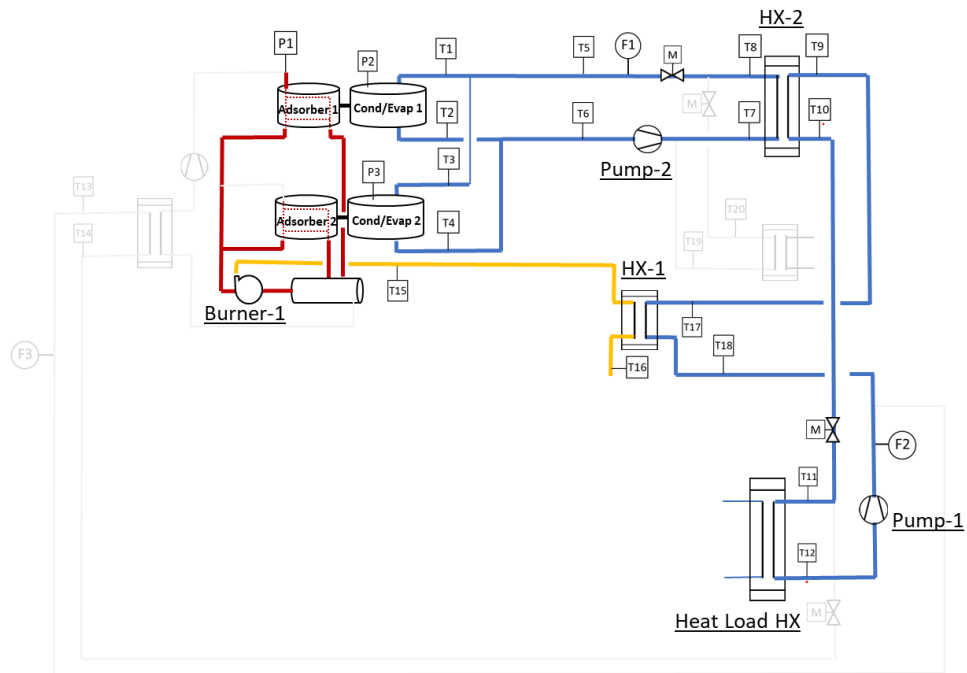 HX-2
P1
P2
T1
T5
F1
M
T8
T9
Adsorber 1
Cond/Evap 1
M
T2
T6
T7
T10
Pump-2
T3
P3
T13
T14
Adsorber 2
Cond/Evap 2
T4
T20
T19
HX-1
T15
Burner-1
T17
F3
T16
T18
M
F2
T11
Pump-1
T12
M
Heat Load HX